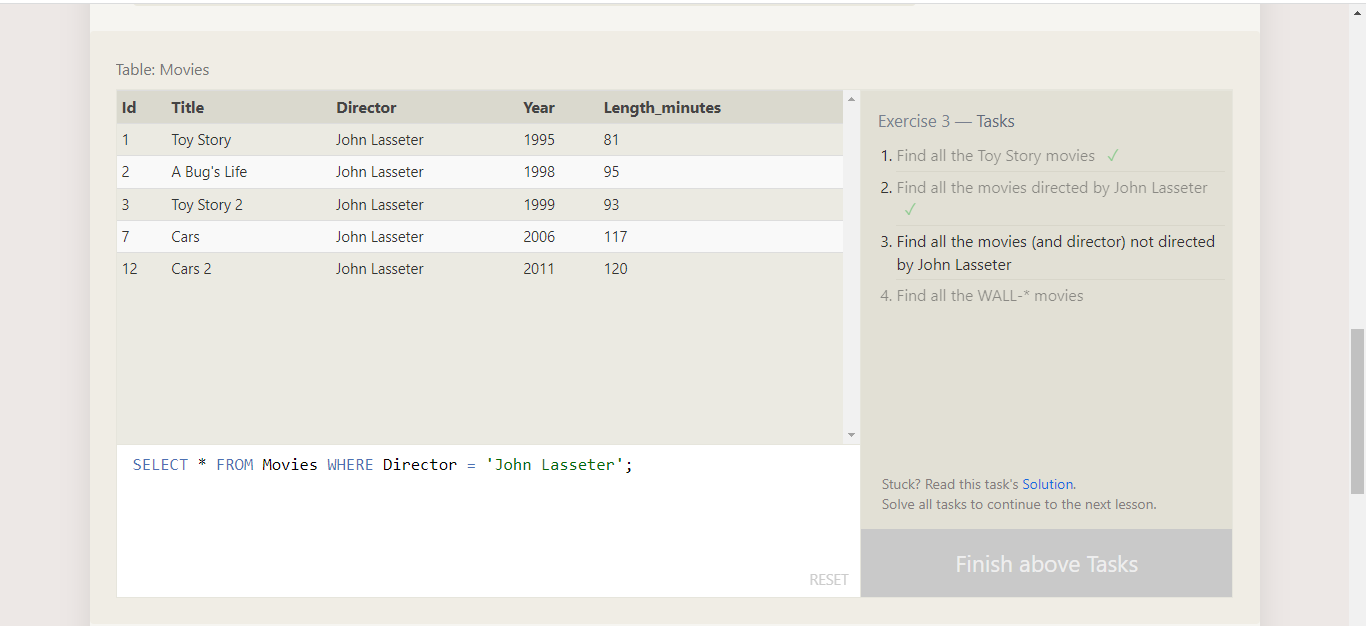 Table: Movies
Id Title Director Year Length_minutes
1 Toy Story John Lasseter 1995 81
2 A Bug's Life John Lasseter 1998 95
3 Toy Story 2 John Lasseter 1999 93
7 Cars John Lasseter 2006 117
12 Cars 2 John Lasseter 2011 120
SELECT * FROM Movies WHERE Director = 'John Lasseter';
RESET
Exercise 3 — Tasks
1. Find all the Toy Story movies ✓
2. Find all the movies directed by John Lasseter
✓
3. Find all the movies (and director) not directed
by John Lasseter
4. Find all the WALL-* movies
Stuck? Read this task's Solution.
Solve all tasks to continue to the next lesson.
Finish above Tasks